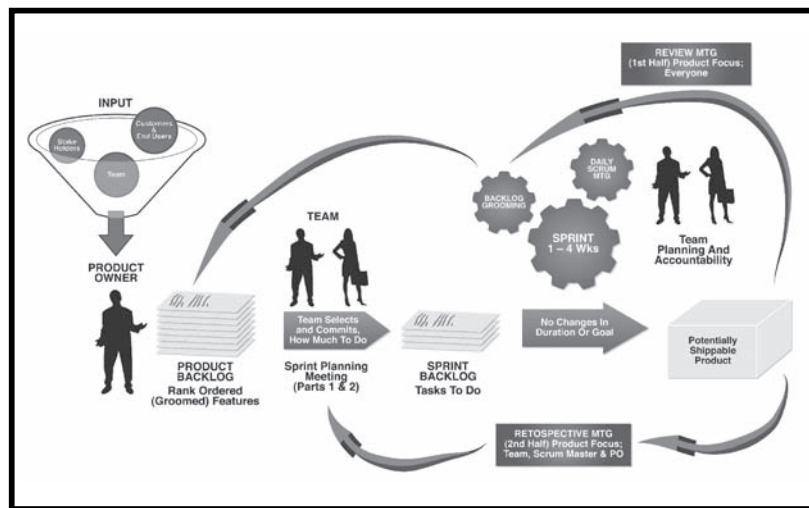 REVIEW MTG
(1st Half) Product Focus;
Everyone
INPUT
Customers
&
End Users
Stake
Holders
Team
DAILY
SCRUM
MTG
BACKLOG
GROOMING
SPRINT
1 – 4 Wks
Team
Planning And
Accountability
TEAM
PRODUCT
OWNER
Team Selects
and Commits,
How Much To Do
No Changes In
Duration Or Goal
Potentially
Shippable
Product
PRODUCT
BACKLOG
Rank Ordered
(Groomed) Features
Sprint Planning
Meeting
(Parts 1 & 2)
SPRINT
BACKLOG
Tasks To Do
RETOSPECTIVE MTG
(2nd Half) Product Focus;
Team, Scrum Master & PO